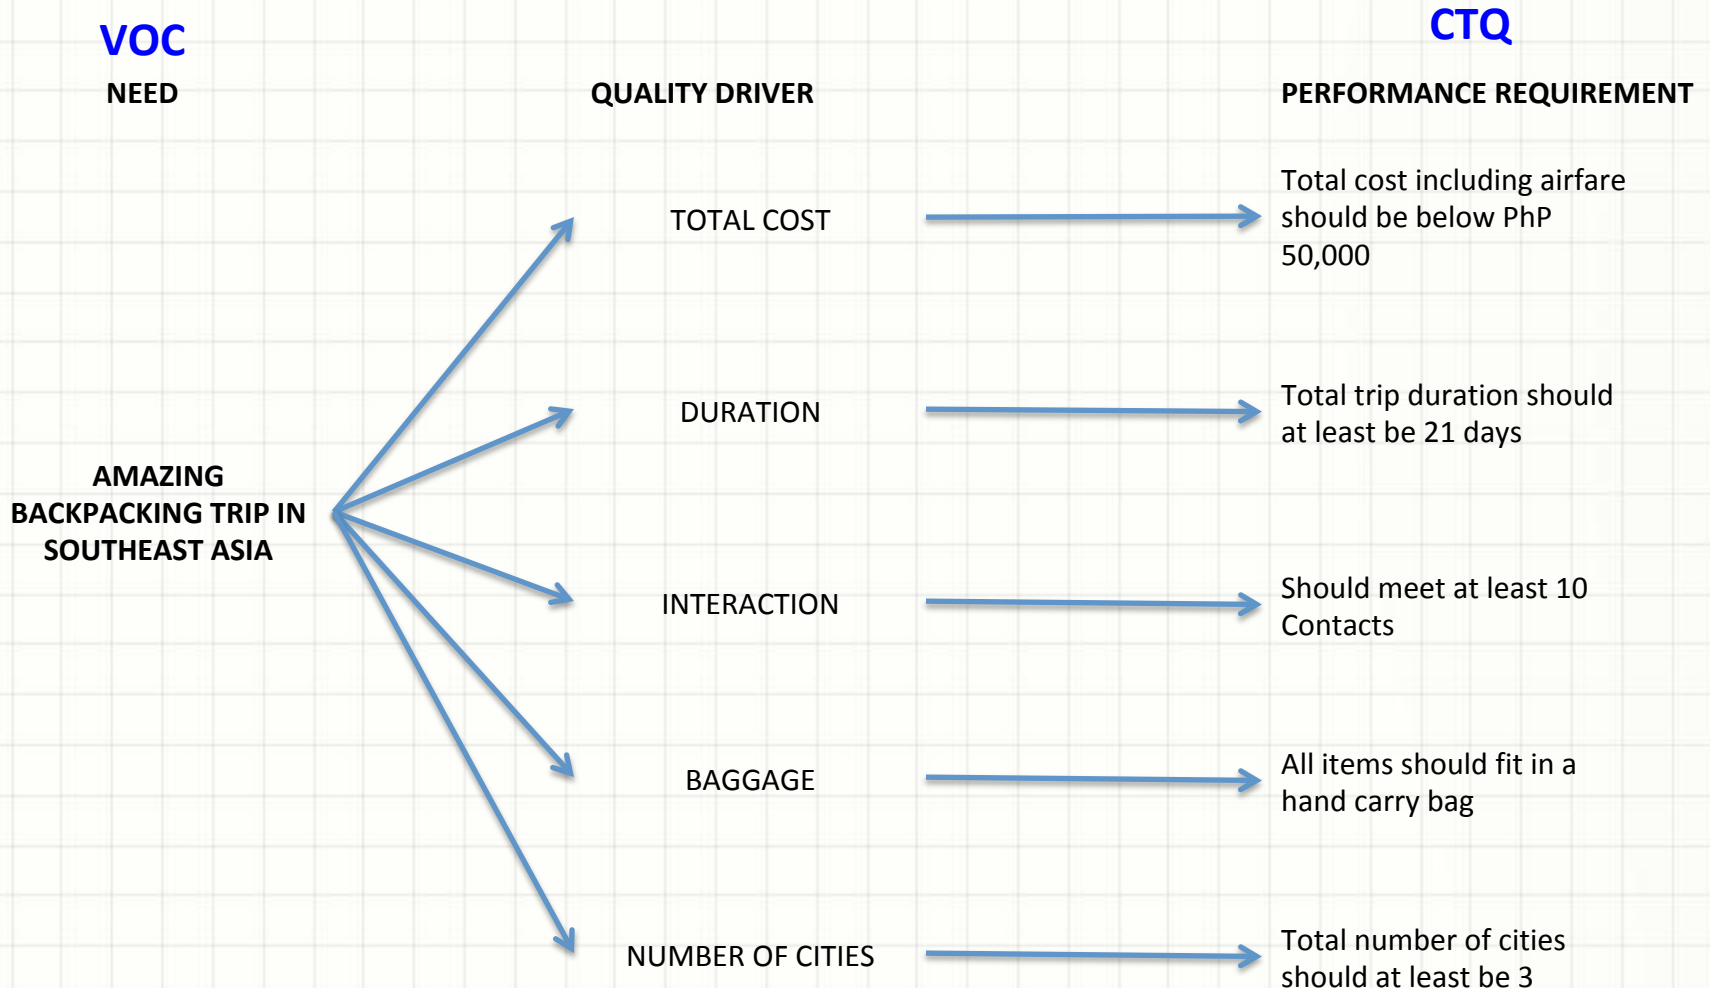 VOC
CTQ
NEED
QUALITY DRIVER
PERFORMANCE REQUIREMENT
TOTAL COST
Total cost including airfare
should be below PhP
50,000
DURATION
Total trip duration should
at least be 21 days
AMAZING
BACKPACKING TRIP IN
SOUTHEAST ASIA
INTERACTION
Should meet at least 10
Contacts
BAGGAGE
All items should fit in a
hand carry bag
NUMBER OF CITIES
Total number of cities
should at least be 3